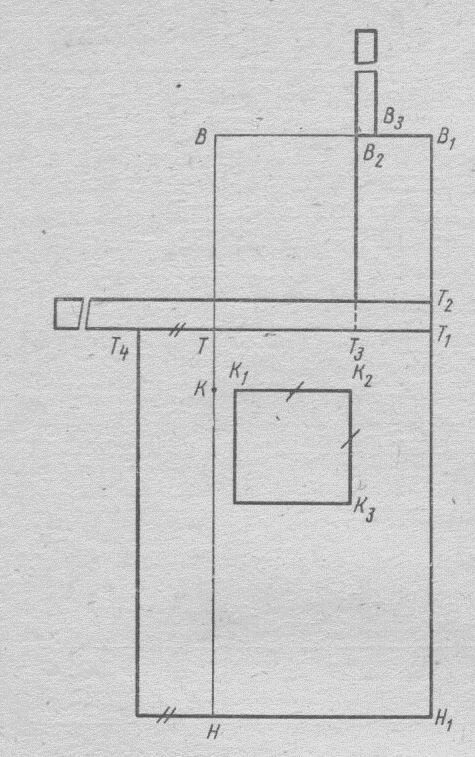 B₃
B B₂ B₁
T₂
T₄ T T₃ T₁
K K₁ K₂
K₃
H H₁